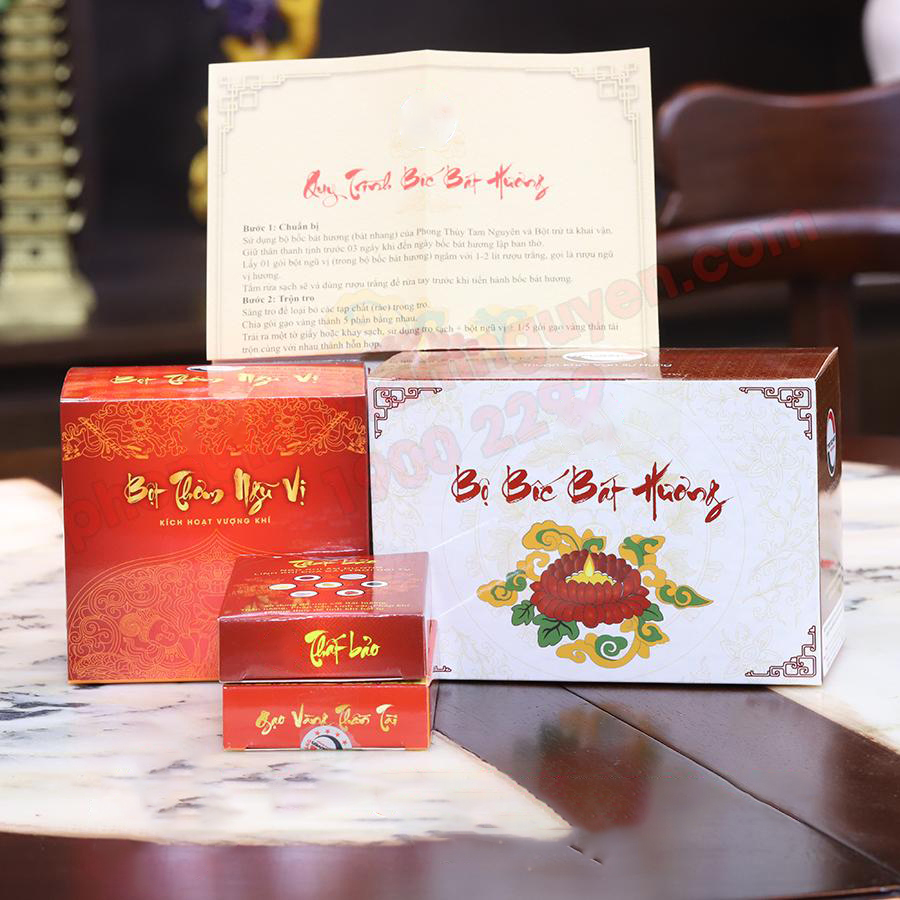 Quy Trình Bốc Bát Hương
Bước 1: Chuẩn bị
Sử dụng bộ bốc bát hương (bát nhang) của Phong Thủy Tam Nguyên và Bột trừ tà khai vận.
Giữ thân thanh tịnh trước 03 ngày khi đến ngày bốc bát hương lập ban thờ.
Lấy 01 gói bột ngũ vị (trong bộ bốc bát hương) ngâm với 1-2 lít rượu trắng, gọi là rượu ngũ
vị hương.
Tắm rửa sạch sẽ và dùng rượu trắng để rửa tay trước khi tiến hành bốc bát hương.
Bước 2: Trộn tro
Sàng tro để loại bỏ các tạp chất (rác) trong tro.
Chia gói gạo vàng thành 5 phần bằng nhau.
Trải ra một tờ giấy hoặc khay sạch, sử dụng tro sạch + bột ngũ vị + 1/5 gói gạo vàng thần tài
trộn cùng với nhau thành hỗn hợp.
nguyen.com
1900 229
Bột Thơm Ngũ Vị
Bột Thơm Ngũ Vị
KÍCH HOẠT VƯỢNG KHÍ
Bộ Bốc Bát Hương
Thất bảo
Thất bảo
Gạo Vàng Thần Tài